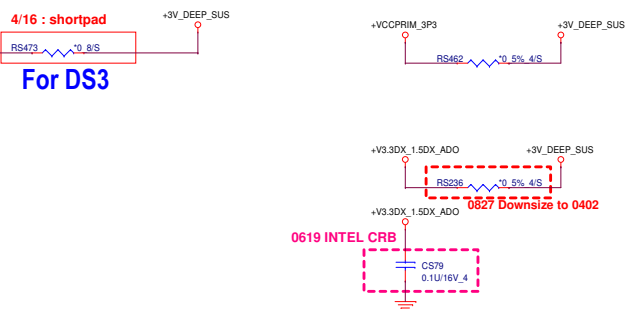 4/16 : shortpad
+3V_DEEP_SUS
RS473 *0_8/S
For DS3
+VCCPRIM_3P3
+3V_DEEP_SUS
RS462 *0_5%_4/S
+V3.3DX_1.5DX_ADO
+3V_DEEP_SUS
RS236 *0_5%_4/S
0827 Downsize to 0402
+V3.3DX_1.5DX_ADO
0619 INTEL CRB
CS79
0.1U/16V_4